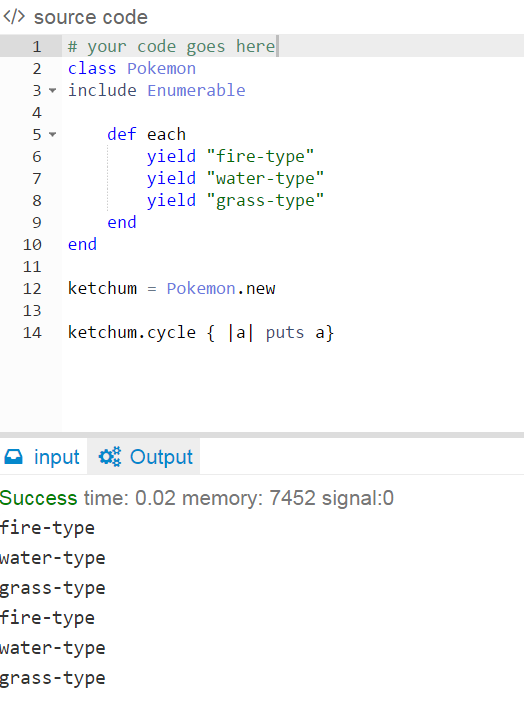 </> source code
1 # your code goes here
2 class Pokemon
3 include Enumerable
4
5 def each
6 yield "fire-type"
7 yield "water-type"
8 yield "grass-type"
9 end
10 end
11
12 ketchum = Pokemon.new
13
14 ketchum.cycle { |a| puts a}
input Output
Success time: 0.02 memory: 7452 signal:0
fire-type
water-type
grass-type
fire-type
water-type
grass-type